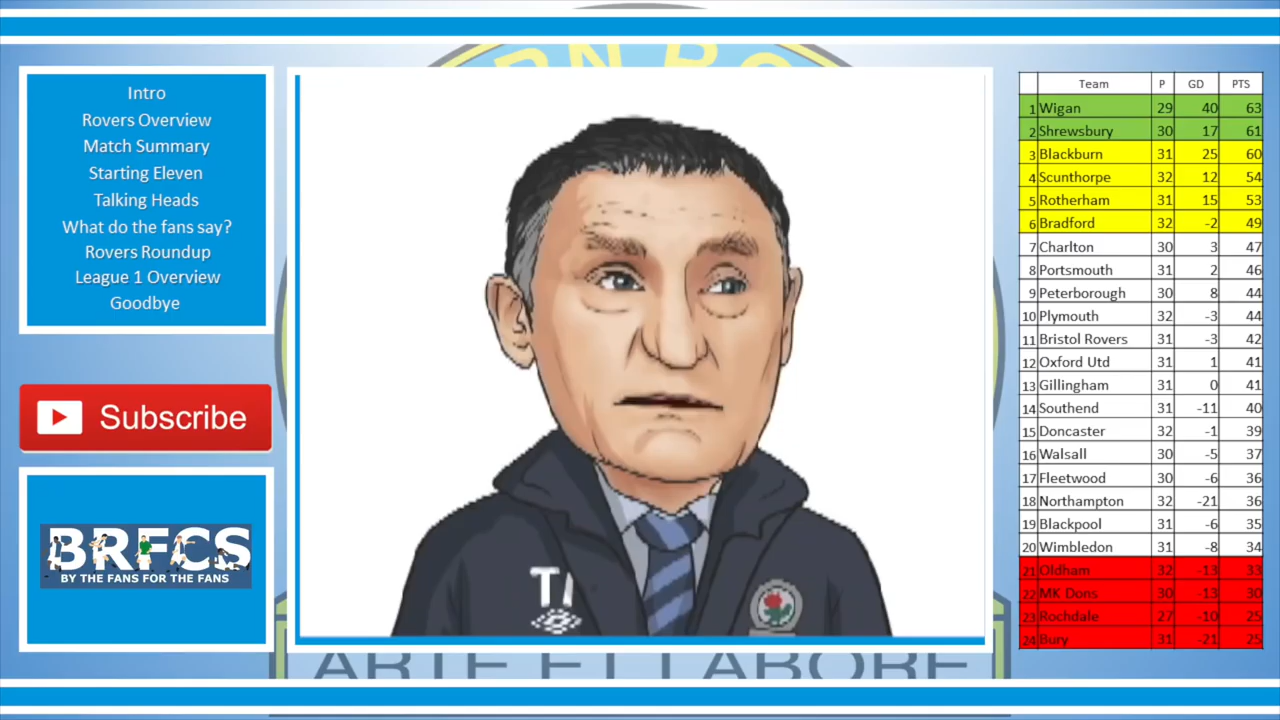 RN RO
Intro
Rovers Overview
Match Summary
Starting Eleven
Talking Heads
What do the fans say?
Rovers Roundup
League 1 Overview
Goodbye
Subscribe
BRFCS
BY THE FANS FOR THE FANS
TI
ARTE ET LABORE
Team P GD PTS
1 Wigan 29 40 63
2 Shrewsbury 30 17 61
3 Blackburn 31 25 60
4 Scunthorpe 32 12 54
5 Rotherham 31 15 53
6 Bradford 32 -2 49
7 Charlton 30 3 47
8 Portsmouth 31 2 46
9 Peterborough 30 8 44
10 Plymouth 32 -3 44
11 Bristol Rovers 31 -3 42
12 Oxford Utd 31 1 41
13 Gillingham 31 0 41
14 Southend 31 -11 40
15 Doncaster 32 -1 39
16 Walsall 30 -5 37
17 Fleetwood 30 -6 36
18 Northampton 32 -21 36
19 Blackpool 31 -6 35
20 Wimbledon 31 -8 34
21 Oldham 32 -13 33
22 MK Dons 30 -13 30
23 Rochdale 27 -10 25
24 Bury 31 -21 25